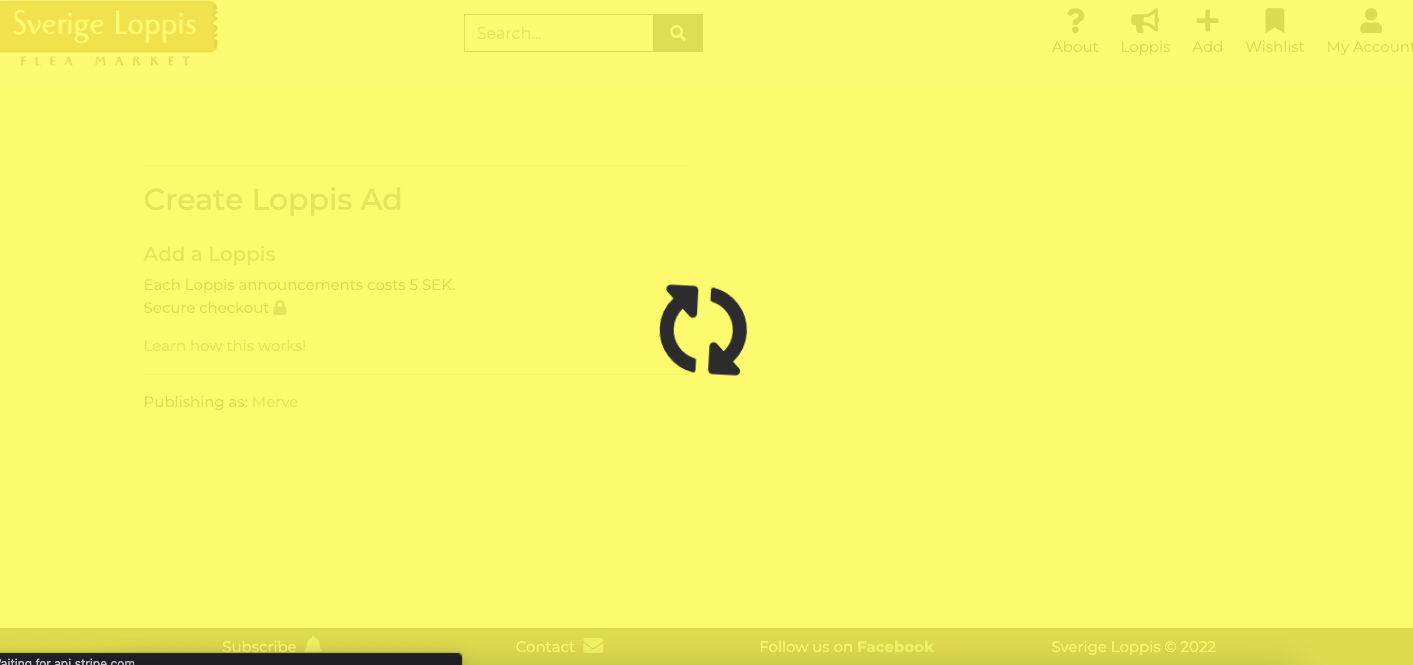 Sverige Loppis
FLEA MARKET
Search...
About
Loppis
Add
Wishlist
My Account
Create Loppis Ad
Add a Loppis
Each Loppis announcements costs 5 SEK.
Secure checkout
Learn how this works!
Publishing as: Merve
Subscribe
Contact
Follow us on Facebook
Sverige Loppis © 2022
aiting for api.stripe.com